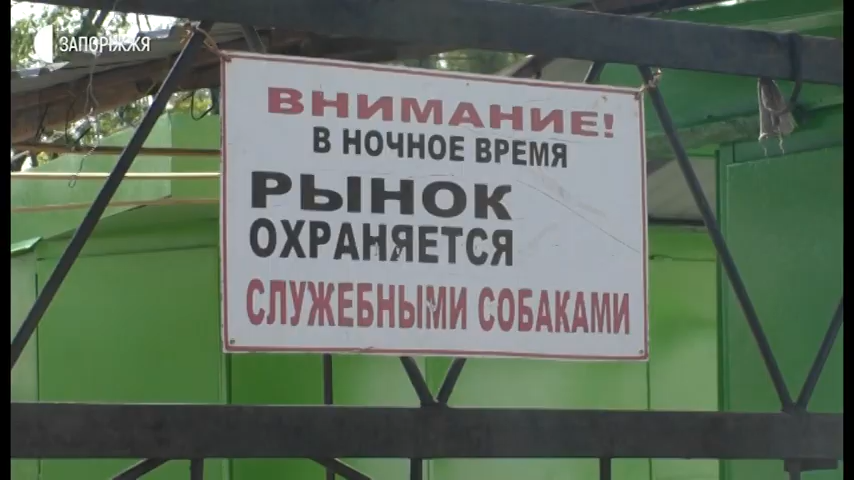 ЗАПОРІЖЖЯ
ВНИМАНИЕ!
В НОЧНОЕ ВРЕМЯ
РЫНОК
ОХРАНЯЕТСЯ
СЛУЖЕБНЫМИ СОБАКАМИ